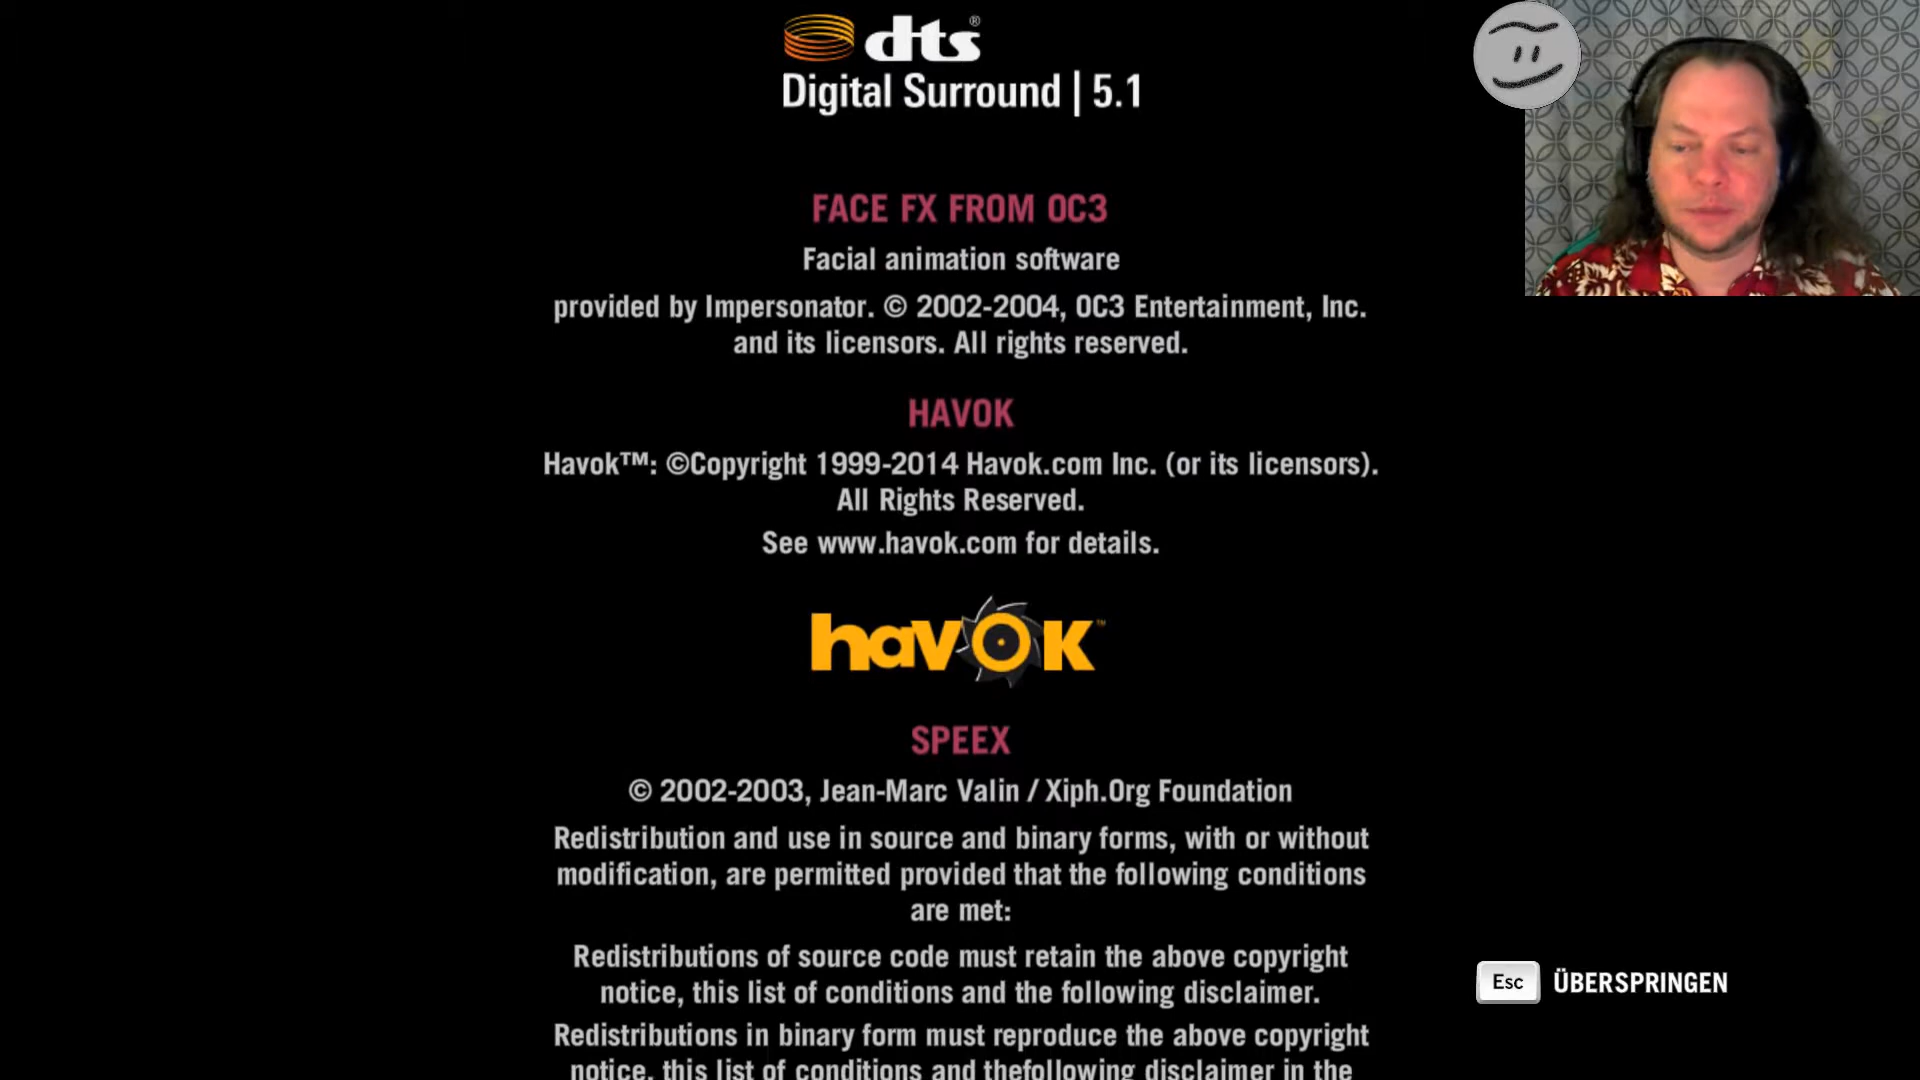 dts®
Digital Surround | 5.1
FACE FX FROM OC3
Facial animation software
provided by Impersonator. © 2002-2004, OC3 Entertainment, Inc.
and its licensors. All rights reserved.
HAVOK
Havok™: ©Copyright 1999-2014 Havok.com Inc. (or its licensors).
All Rights Reserved.
See www.havok.com for details.
havok™
SPEEX
© 2002-2003, Jean-Marc Valin / Xiph.Org Foundation
Redistribution and use in source and binary forms, with or without
modification, are permitted provided that the following conditions
are met:
Redistributions of source code must retain the above copyright
notice, this list of conditions and the following disclaimer.
Redistributions in binary form must reproduce the above copyright
notice, this list of conditions and thefollowing disclaimer in the
Esc ÜBERSPRINGEN